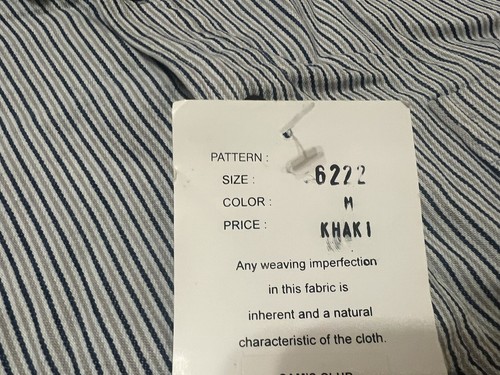 PATTERN :
SIZE : 6222
COLOR : M
PRICE : KHAKI
Any weaving imperfection
in this fabric is
inherent and a natural
characteristic of the cloth.